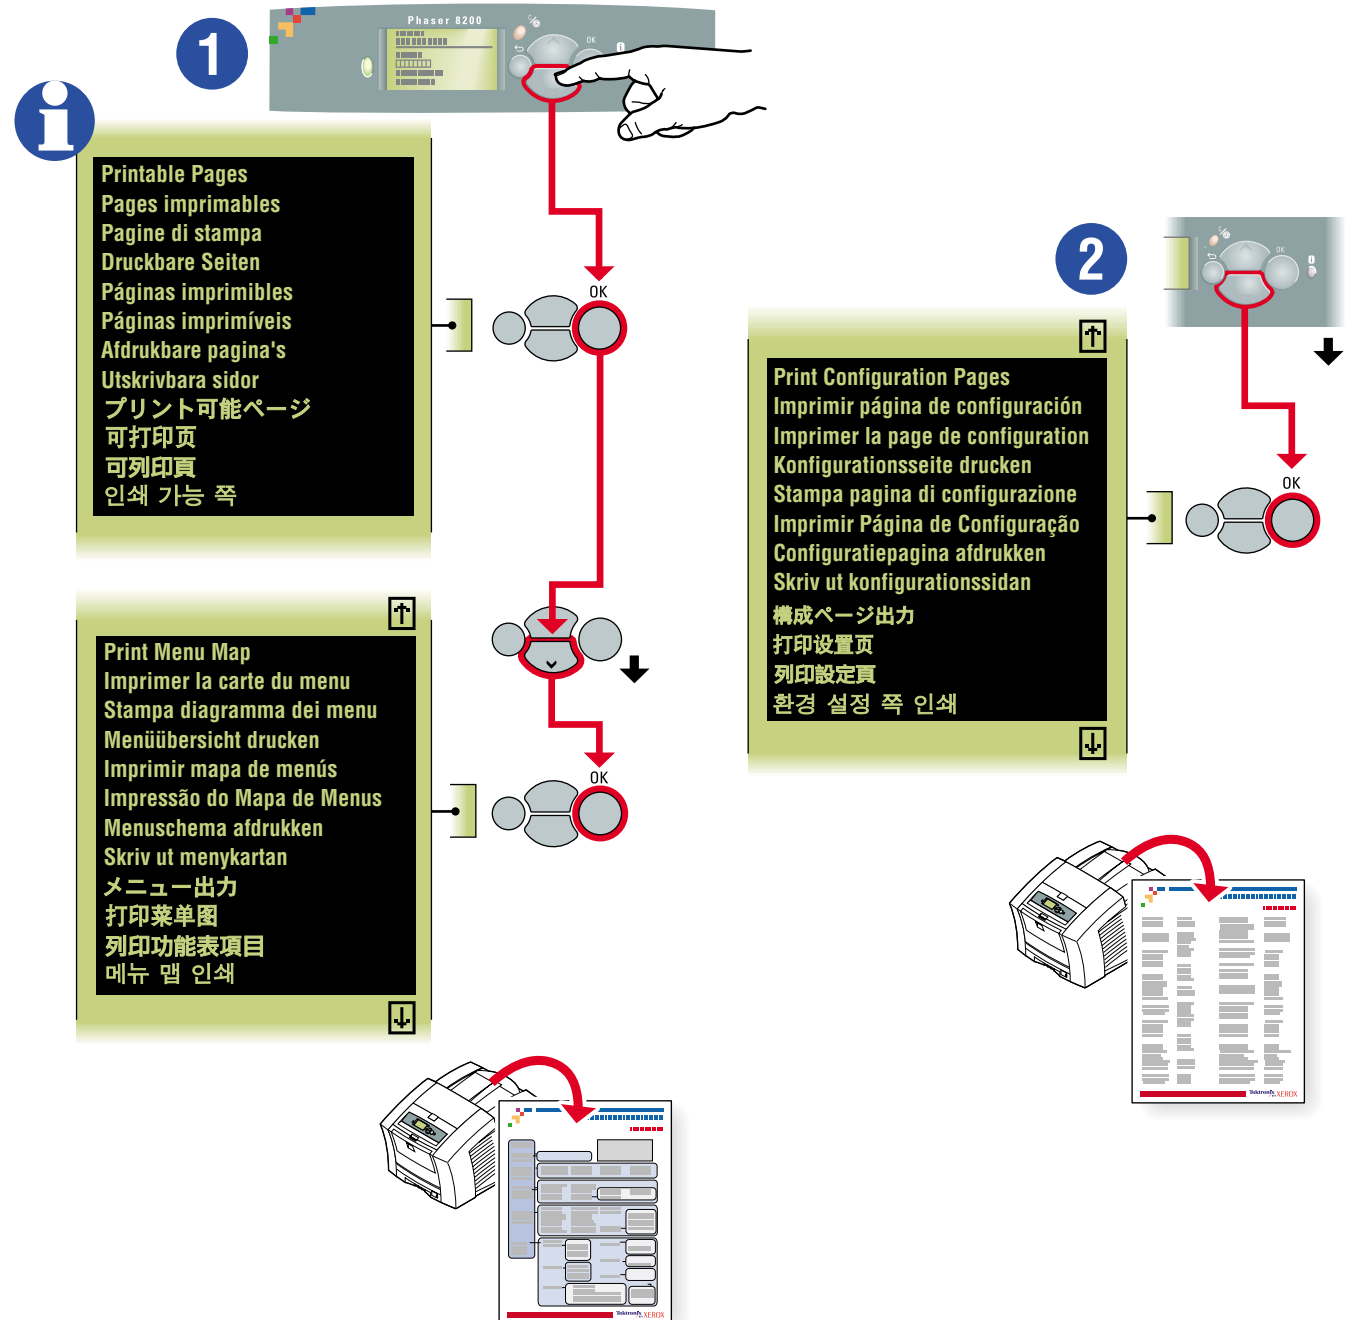 1
Phaser 8200
OK
i
i
Printable Pages
Pages imprimables
Pagine di stampa
Druckbare Seiten
Páginas imprimibles
Páginas imprimíveis
Afdrukbare pagina's
Utskrivbara sidor
プリント可能ページ
可打印页
可列印頁
인쇄 가능 쪽
OK
Print Menu Map
Imprimer la carte du menu
Stampa diagramma dei menu
Menüübersicht drucken
Imprimir mapa de menús
Impressão do Mapa de Menus
Menuschema afdrukken
Skriv ut menykartan
メニュー出力
打印菜单图
列印功能表項目
메뉴 맵 인쇄
OK
Tektronix
XEROX
2
OK
i
Print Configuration Pages
Imprimir página de configuración
Imprimer la page de configuration
Konfigurationsseite drucken
Stampa pagina di configurazione
Imprimir Página de Configuração
Configuratiepagina afdrukken
Skriv ut konfigurationssidan
構成ページ出力
打印设置页
列印設定頁
환경 설정 쪽 인쇄
OK
Tektronix
XEROX